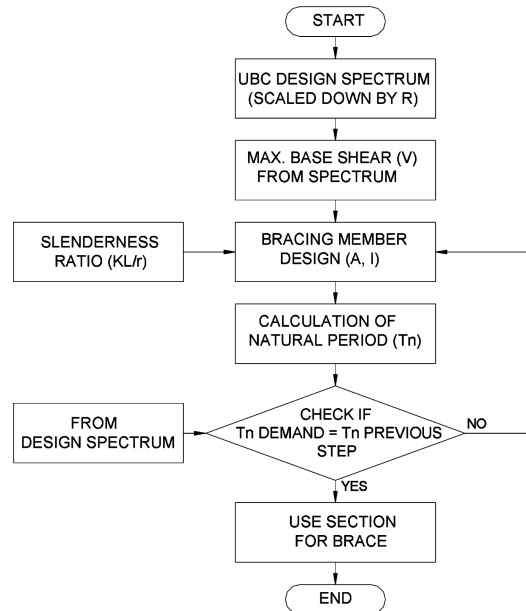 START
UBC DESIGN SPECTRUM
(SCALED DOWN BY R)
MAX. BASE SHEAR (V)
FROM SPECTRUM
SLENDERNESS
RATIO (KL/r)
BRACING MEMBER
DESIGN (A, I)
CALCULATION OF
NATURAL PERIOD (Tn)
FROM
DESIGN SPECTRUM
CHECK IF
Tn DEMAND = Tn PREVIOUS
STEP
NO
YES
USE SECTION
FOR BRACE
END